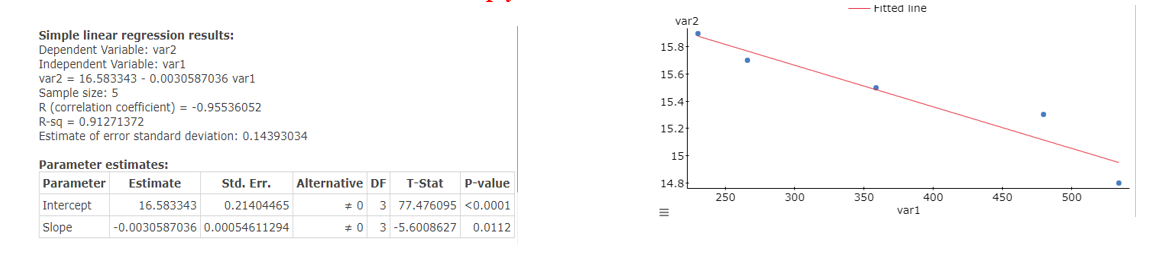 Simple linear regression results:
Dependent Variable: var2
Independent Variable: var1
var2 = 16.583343 - 0.0030587036 var1
Sample size: 5
R (correlation coefficient) = -0.95536052
R-sq = 0.91271372
Estimate of error standard deviation: 0.14393034
Parameter estimates:
Parameter Estimate Std. Err. Alternative DF T-Stat P-value
Intercept 16.583343 0.21404465 ≠ 0 3 77.476095 <0.0001
Slope -0.0030587036 0.00054611294 ≠ 0 3 -5.6008627 0.0112
Fitted line
var2
15.8
15.6
15.4
15.2
15
14.8
250 300 350 400 450 500
var1